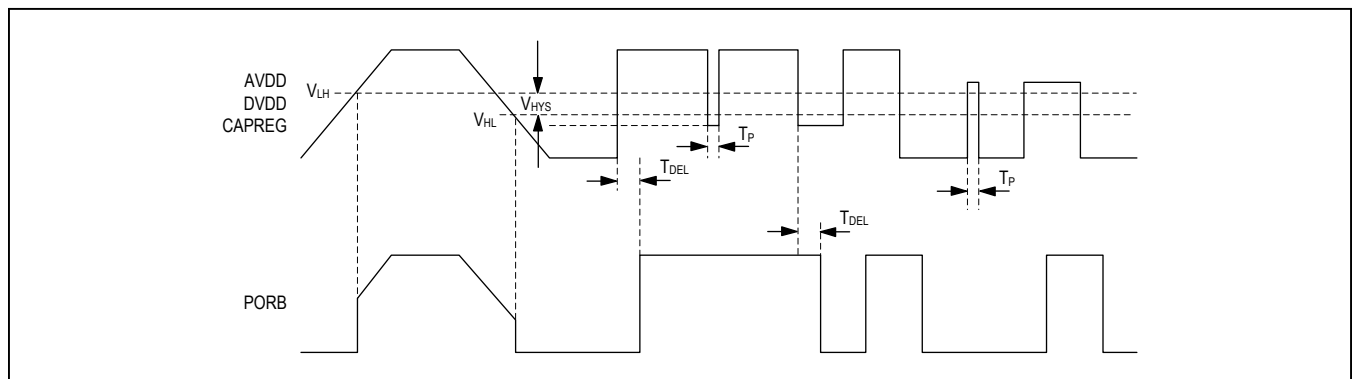 AVDD
DVDD
CAPREG
VLH
VHYS
VHL
TP
TDEL
TP
TDEL
PORB